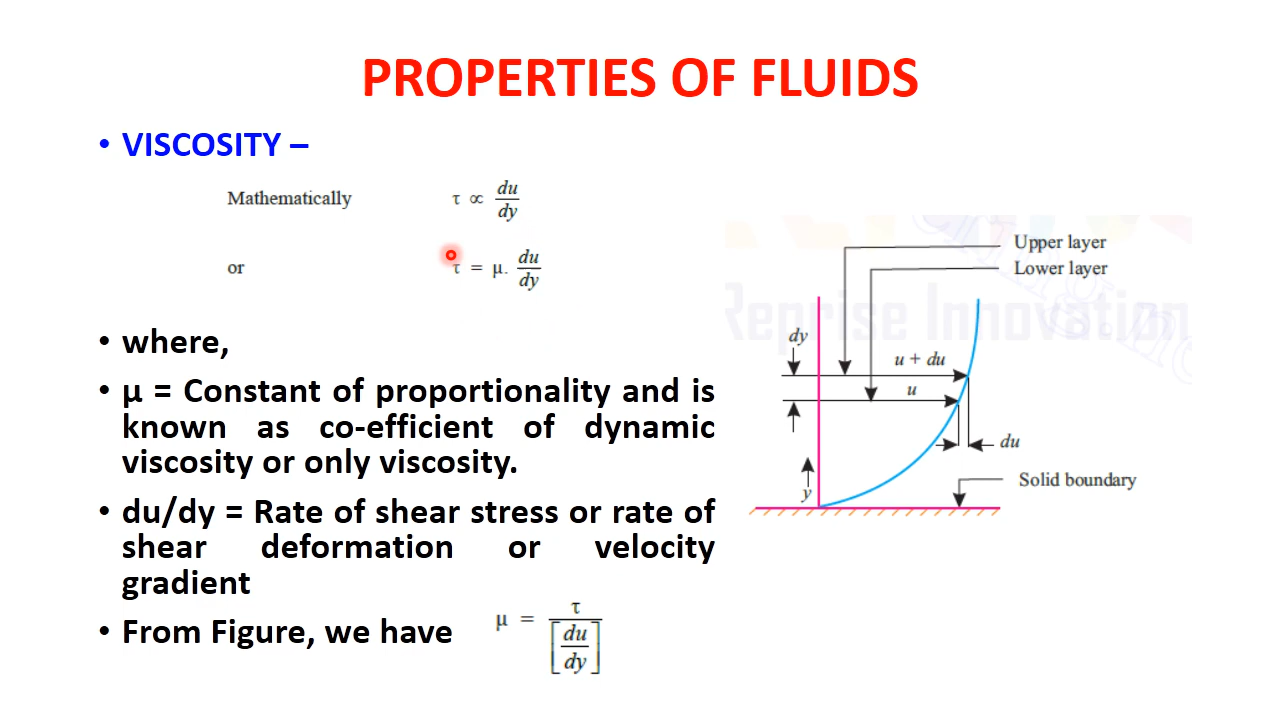 PROPERTIES OF FLUIDS
• VISCOSITY –
Mathematically τ ∝ du/dy
or τ = μ. du/dy
• where,
• μ = Constant of proportionality and is
known as co-efficient of dynamic
viscosity or only viscosity.
• du/dy = Rate of shear stress or rate of
shear deformation or velocity
gradient
• From Figure, we have μ = τ/[du/dy]
Upper layer
Lower layer
dy
u + du
u
du
y
Solid boundary
Reprise Innovation